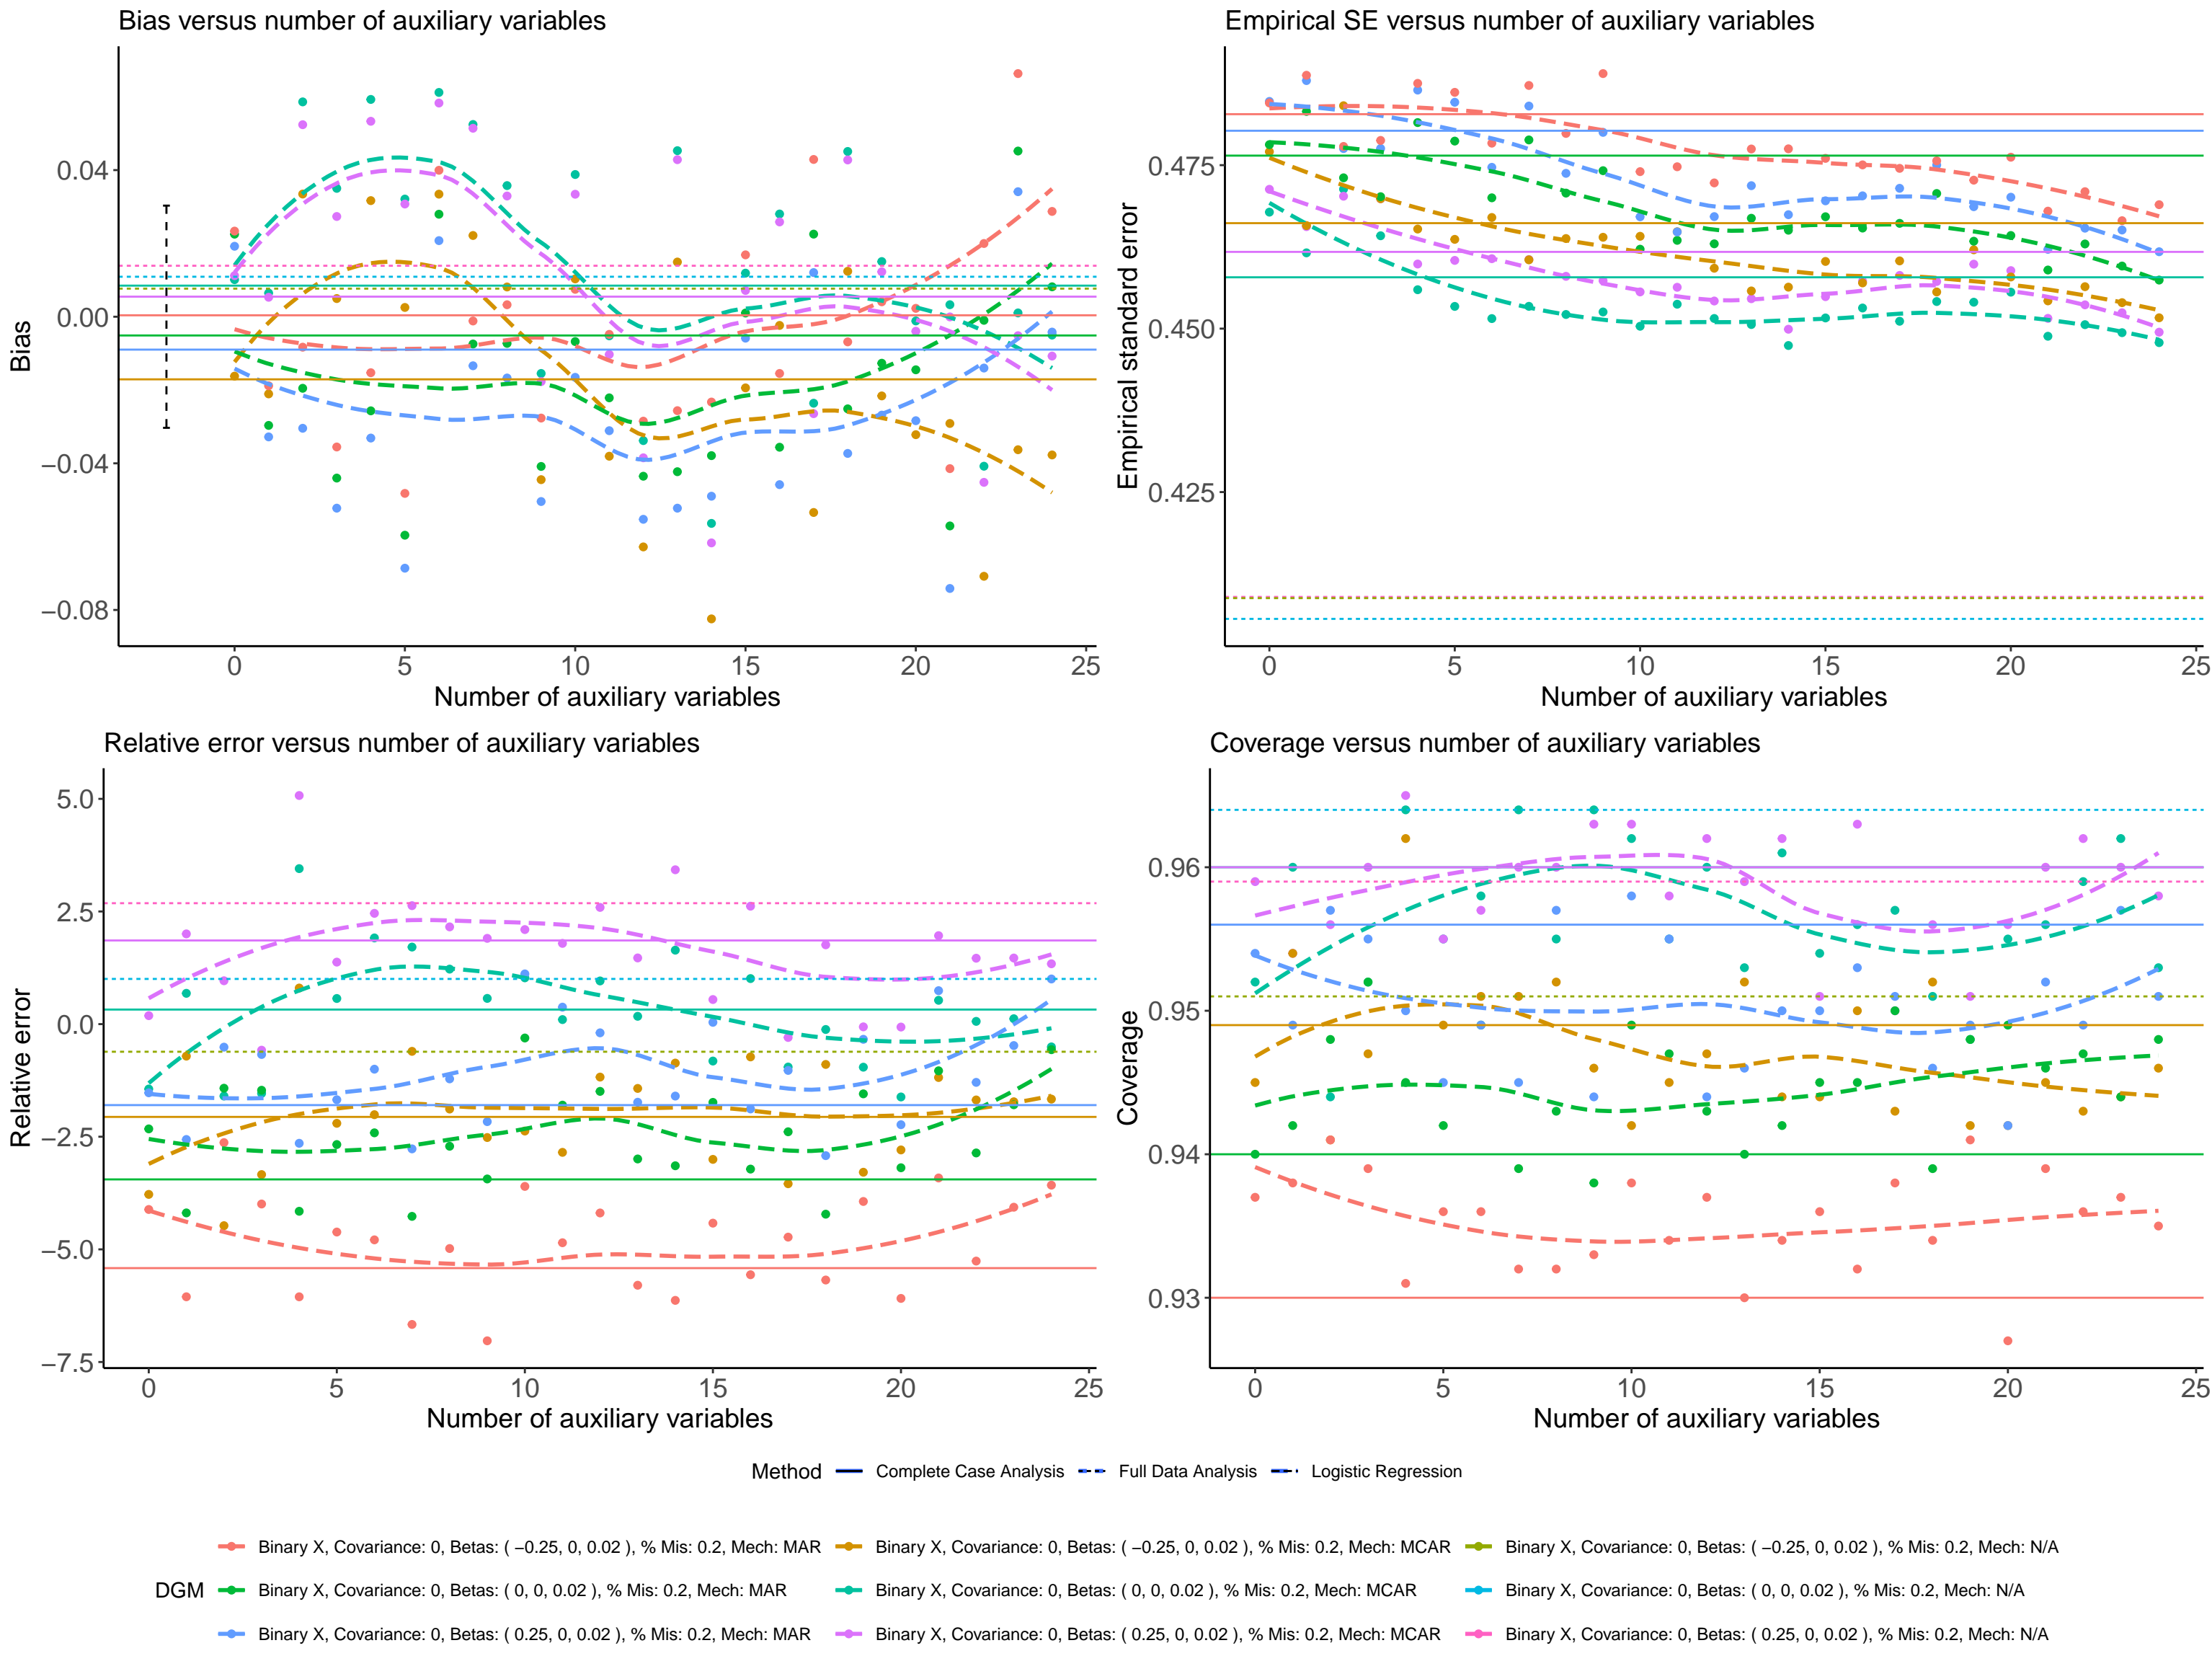 Bias versus number of auxiliary variables
0.04
0.00
−0.04
−0.08
Bias
0 5 10 15 20 25
Number of auxiliary variables
Empirical SE versus number of auxiliary variables
0.475
0.450
0.425
Empirical standard error
0 5 10 15 20 25
Number of auxiliary variables
Relative error versus number of auxiliary variables
5.0
2.5
0.0
−2.5
−5.0
−7.5
Relative error
0 5 10 15 20 25
Number of auxiliary variables
Coverage versus number of auxiliary variables
0.96
0.95
0.94
0.93
Coverage
0 5 10 15 20 25
Number of auxiliary variables
Method Complete Case Analysis Full Data Analysis Logistic Regression
Binary X, Covariance: 0, Betas: ( −0.25, 0, 0.02 ), % Mis: 0.2, Mech: MAR Binary X, Covariance: 0, Betas: ( −0.25, 0, 0.02 ), % Mis: 0.2, Mech: MCAR Binary X, Covariance: 0, Betas: ( −0.25, 0, 0.02 ), % Mis: 0.2, Mech: N/A
DGM Binary X, Covariance: 0, Betas: ( 0, 0, 0.02 ), % Mis: 0.2, Mech: MAR Binary X, Covariance: 0, Betas: ( 0, 0, 0.02 ), % Mis: 0.2, Mech: MCAR Binary X, Covariance: 0, Betas: ( 0, 0, 0.02 ), % Mis: 0.2, Mech: N/A
Binary X, Covariance: 0, Betas: ( 0.25, 0, 0.02 ), % Mis: 0.2, Mech: MAR Binary X, Covariance: 0, Betas: ( 0.25, 0, 0.02 ), % Mis: 0.2, Mech: MCAR Binary X, Covariance: 0, Betas: ( 0.25, 0, 0.02 ), % Mis: 0.2, Mech: N/A